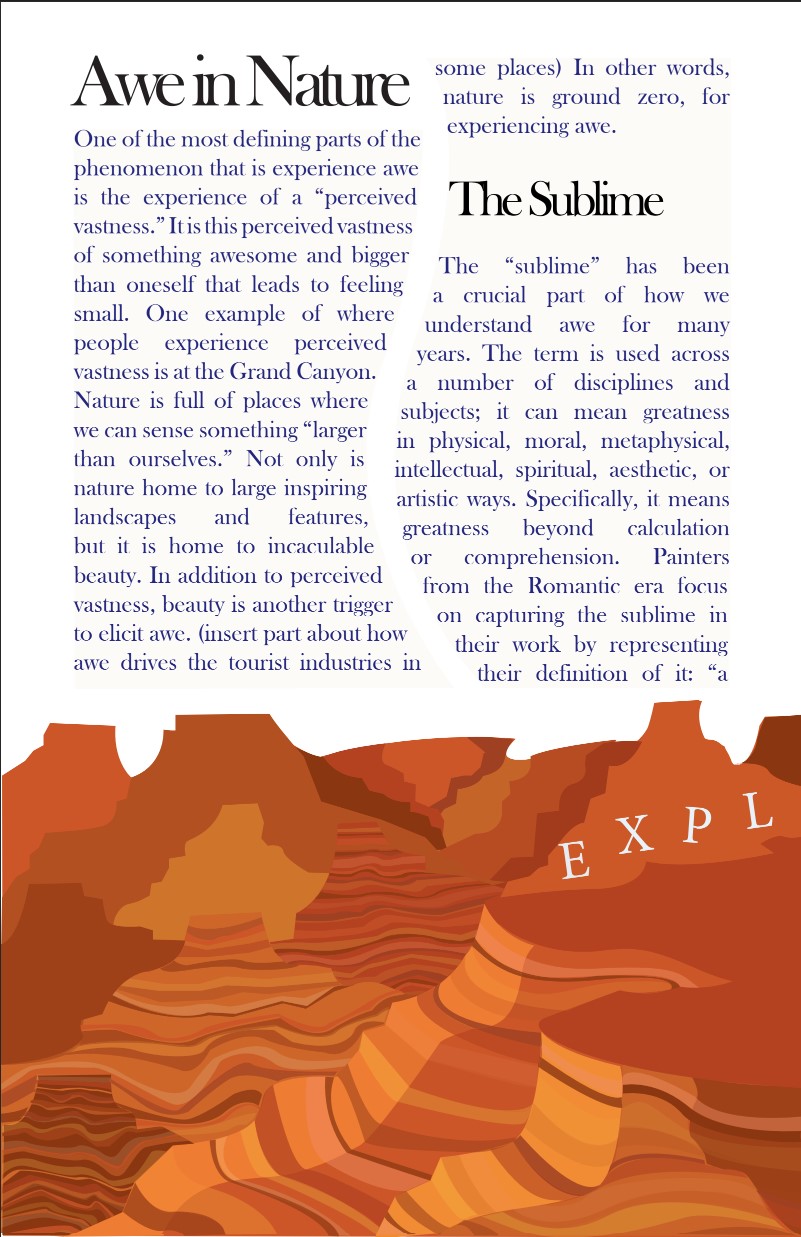 Awe in Nature
One of the most defining parts of the
phenomenon that is experience awe
is the experience of a “perceived
vastness.” It is this perceived vastness
of something awesome and bigger
than oneself that leads to feeling
small. One example of where
people experience perceived
vastness is at the Grand Canyon.
Nature is full of places where
we can sense something “larger
than ourselves.” Not only is
nature home to large inspiring
landscapes and features,
but it is home to incaculable
beauty. In addition to perceived
vastness, beauty is another trigger
to elicit awe. (insert part about how
awe drives the tourist industries in
some places) In other words,
nature is ground zero, for
experiencing awe.
The Sublime
The “sublime” has been
a crucial part of how we
understand awe for many
years. The term is used across
a number of disciplines and
subjects; it can mean greatness
in physical, moral, metaphysical,
intellectual, spiritual, aesthetic, or
artistic ways. Specifically, it means
greatness beyond calculation
or comprehension. Painters
from the Romantic era focus
on capturing the sublime in
their work by representing
their definition of it: “a
E X P L